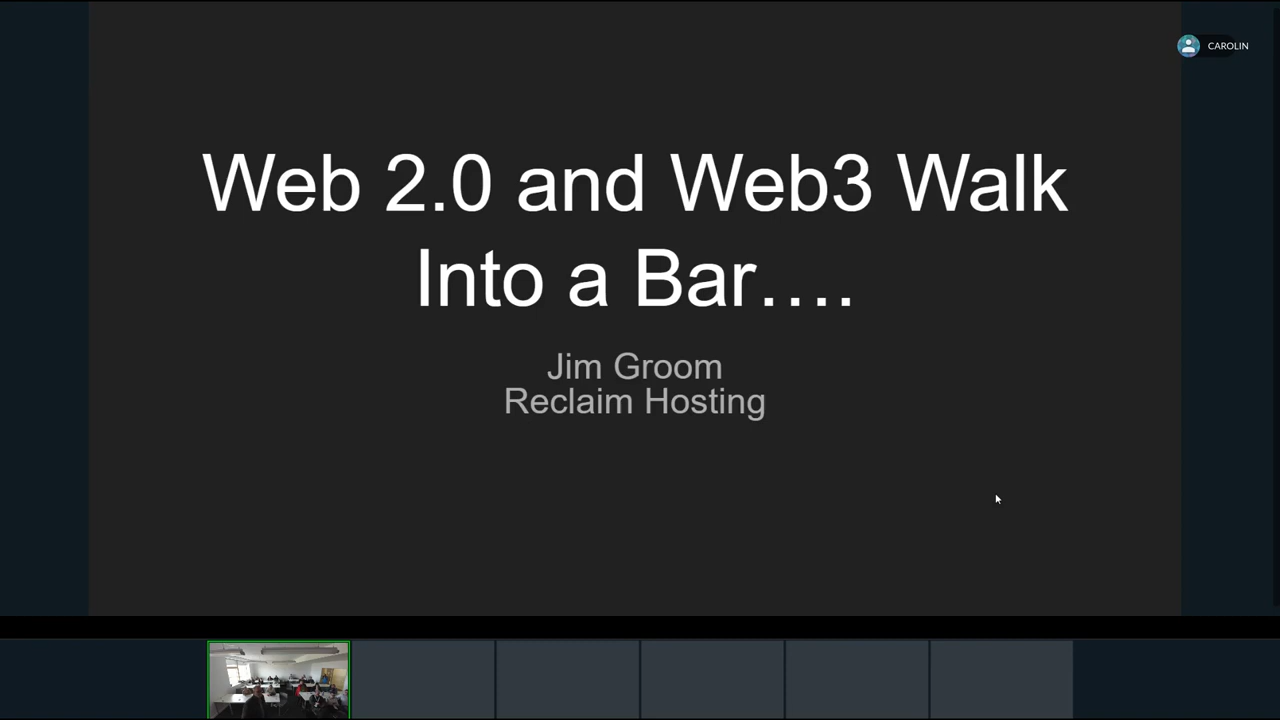 CAROLIN
Web 2.0 and Web3 Walk
Into a Bar....
Jim Groom
Reclaim Hosting